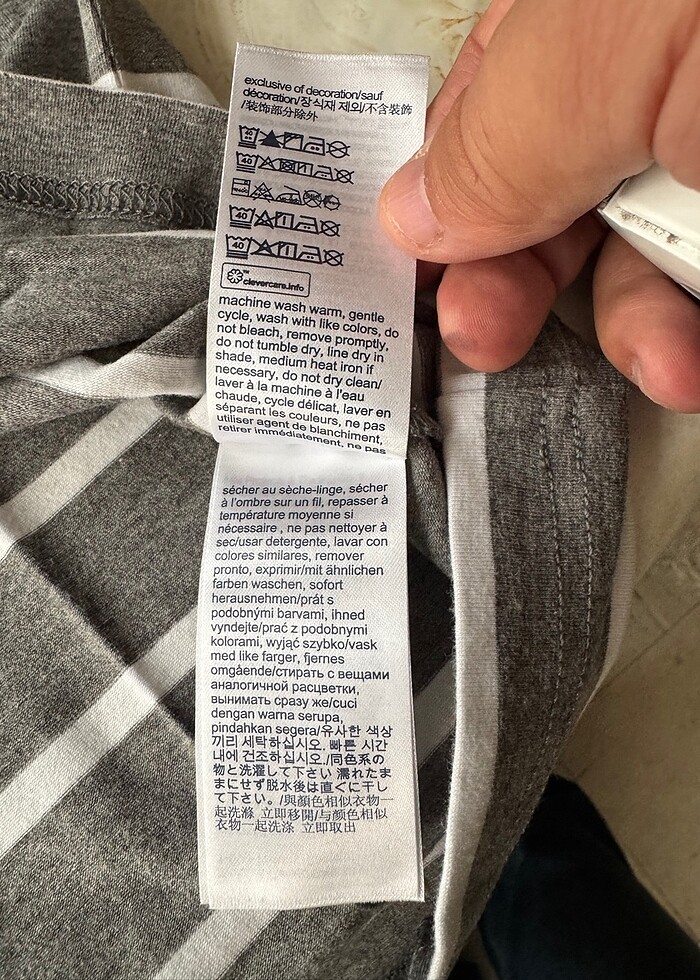 exclusive of decoration/sauf
décoration/장식재 제외/不含裝飾
/装饰部分除外
40
40
40
40
clevercare.info
machine wash warm, gentle
cycle, wash with like colors, do
not bleach, remove promptly,
do not tumble dry, line dry in
shade, medium heat iron if
necessary, do not dry clean/
laver à la machine à l'eau
chaude, cycle délicat, laver en
séparant les couleurs, ne pas
utiliser agent de blanchiment,
retirer immédiatement, ne pas
sécher au sèche-linge, sécher
à l'ombre sur un fil, repasser à
température moyenne si
nécessaire , ne pas nettoyer à
sec/usar detergente, lavar con
colores similares, remover
pronto, exprimir/mit ähnlichen
farben waschen, sofort
herausnehmen/prát s
podobnými barvami, ihned
vyndejte/prać z podobnymi
kolorami, wyjąć szybko/vask
med like farger, fjernes
omgående/стирать с вещами
аналогичной расцветки,
вынимать сразу же/cuci
dengan warna serupa,
pindahkan segera/유사한 색상
끼리 세탁하십시오. 빠른 시간
내에 건조하십시오./同色系の
物と洗濯して下さい 濡れたま
まにせず脱水後は直ぐに干し
て下さい。/與顏色相似衣物一
起洗滌 立即移開/与颜色相似
衣物一起洗涤 立即取出